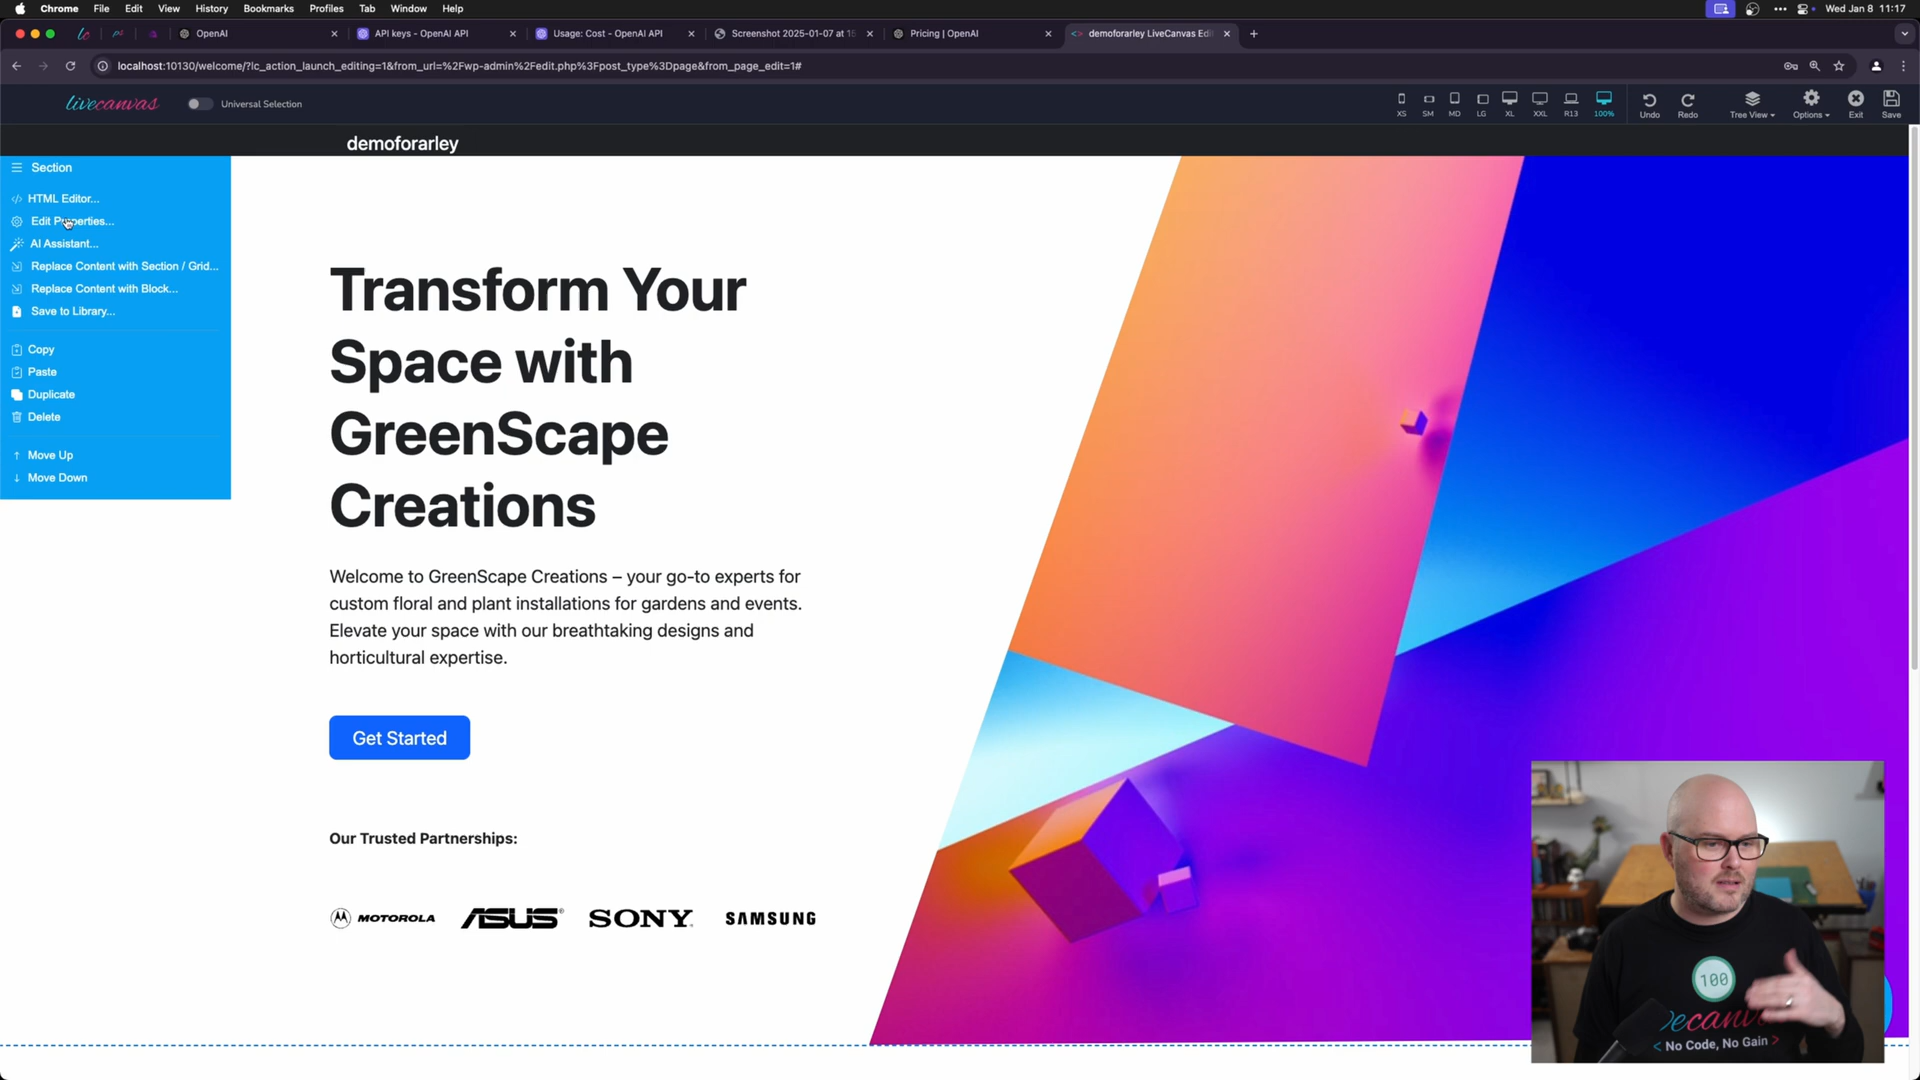 Chrome File Edit View History Bookmarks Profiles Tab Window Help
Wed Jan 8 11:17
OpenAI
API keys - OpenAI API
Usage: Cost - OpenAI API
Screenshot 2025-01-07 at 15
Pricing | OpenAI
demoforarley LiveCanvas Edi
localhost:10130/welcome/?lc_action_launch_editing=1&from_url=%2Fwp-admin%2Fedit.php%3Fpost_type%3Dpage&from_page_edit=1#
livecanvas
Universal Selection
XS SM MD LG XL XXL R13 100%
Undo Redo Tree View Options Exit Save
demoforarley
Section
HTML Editor...
Edit Properties...
AI Assistant...
Replace Content with Section / Grid...
Replace Content with Block...
Save to Library...
Copy
Paste
Duplicate
Delete
Move Up
Move Down
Transform Your
Space with
GreenScape
Creations
Welcome to GreenScape Creations – your go-to experts for
custom floral and plant installations for gardens and events.
Elevate your space with our breathtaking designs and
horticultural expertise.
Get Started
Our Trusted Partnerships:
MOTOROLA ASUS SONY SAMSUNG
100
< No Code, No Gain >